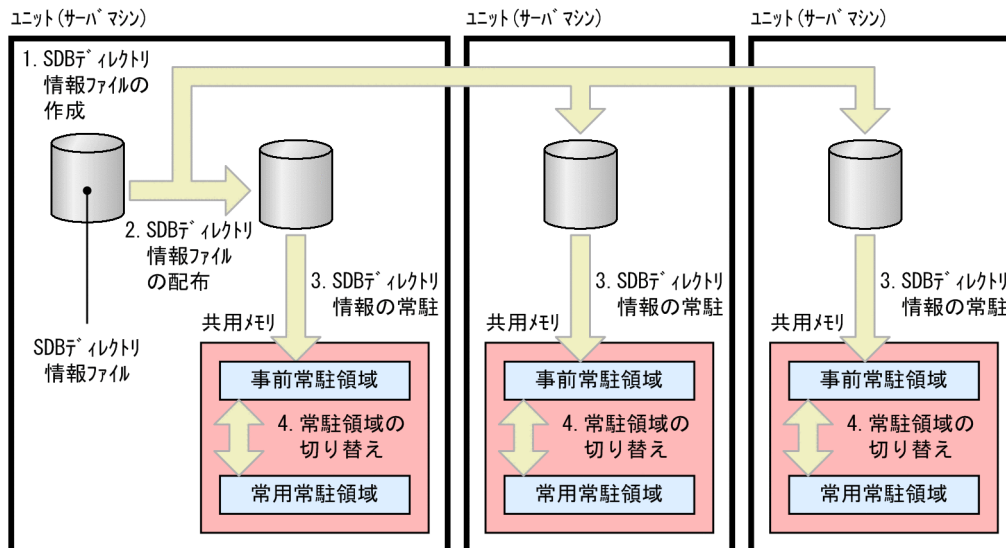 ユニット(サーバマシン)
ユニット(サーバマシン)
ユニット(サーバマシン)
1. SDBディレクトリ
情報ファイルの
作成
2. SDBディレクトリ
情報ファイル
の配布
SDBディレクトリ
情報ファイル
3. SDBディレクトリ
情報の常駐
共用メモリ
事前常駐領域
4. 常駐領域の
切り替え
常用常駐領域
3. SDBディレクトリ
情報の常駐
共用メモリ
事前常駐領域
4. 常駐領域の
切り替え
常用常駐領域
3. SDBディレクトリ
情報の常駐
共用メモリ
事前常駐領域
4. 常駐領域の
切り替え
常用常駐領域